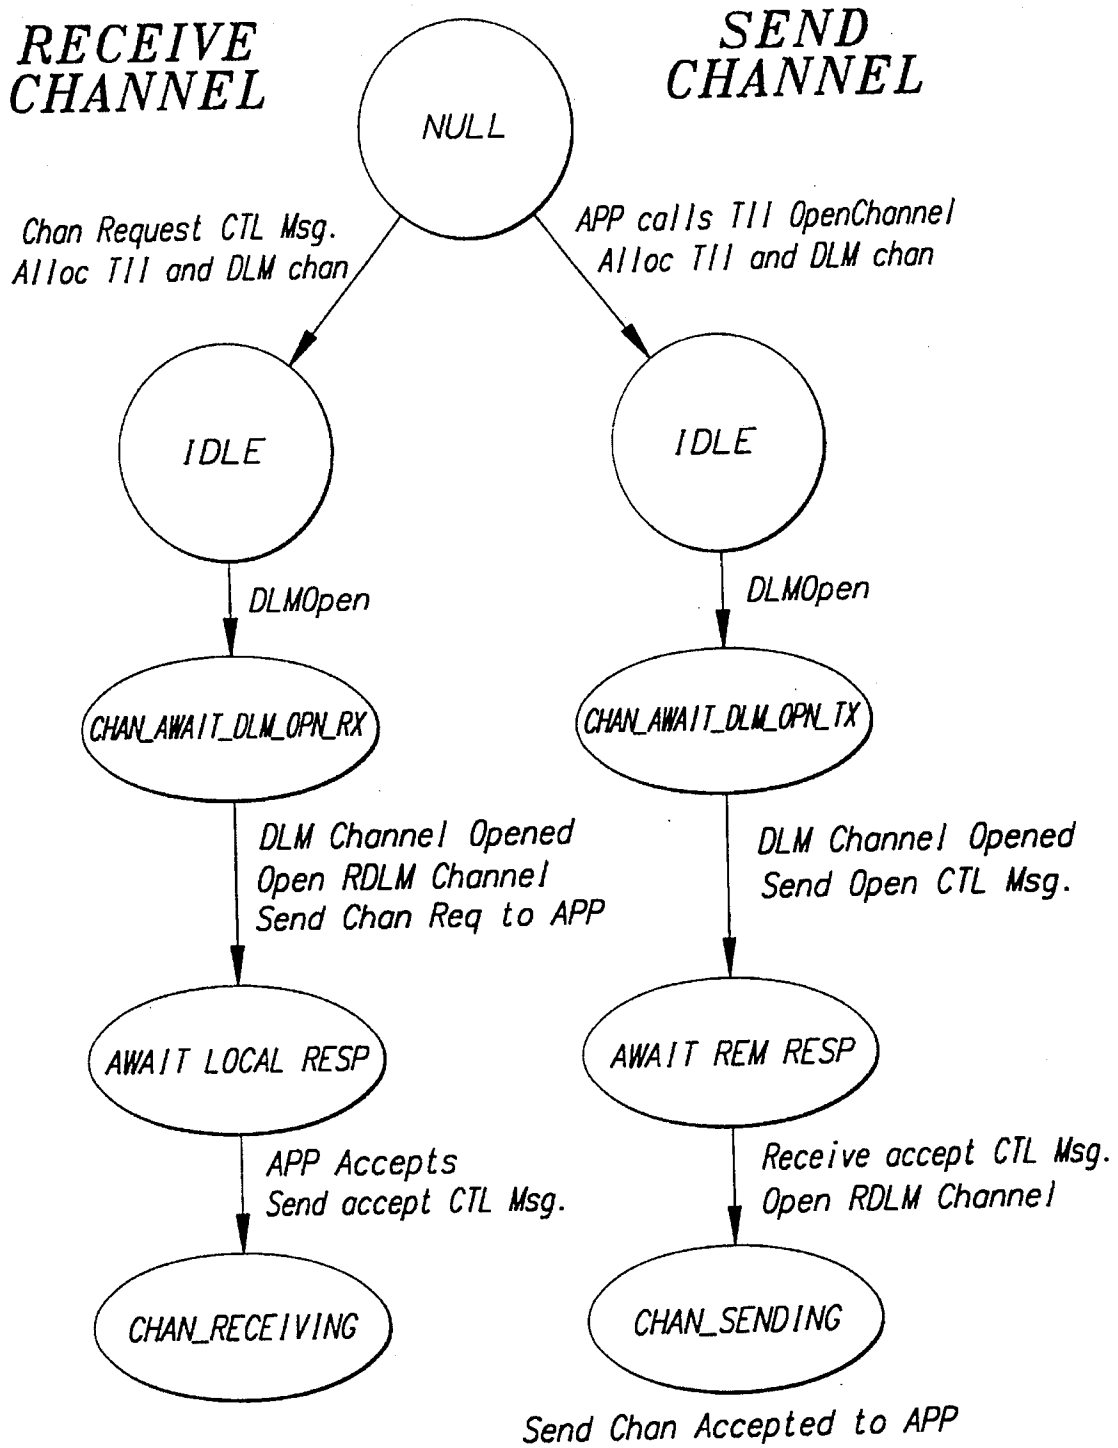 RECEIVE
CHANNEL
SEND
CHANNEL
NULL
Chan Request CTL Msg.
Alloc TII and DLM chan
APP calls TII OpenChannel
Alloc TII and DLM chan
IDLE
IDLE
DLMOpen
DLMOpen
CHAN_AWAIT_DLM_OPN_RX
CHAN_AWAIT_DLM_OPN_TX
DLM Channel Opened
Open RDLM Channel
Send Chan Req to APP
DLM Channel Opened
Send Open CTL Msg.
AWAIT LOCAL RESP
AWAIT REM RESP
APP Accepts
Send accept CTL Msg.
Receive accept CTL Msg.
Open RDLM Channel
CHAN_RECEIVING
CHAN_SENDING
Send Chan Accepted to APP